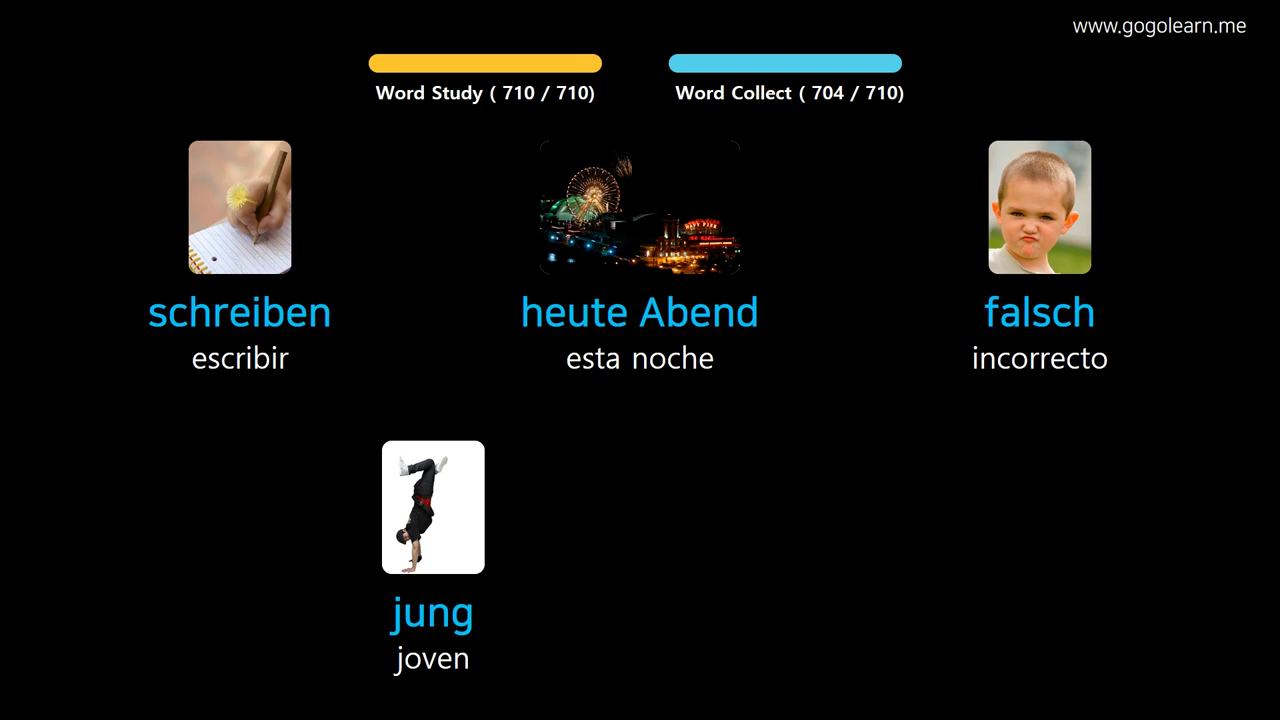 www.gogolearn.me
Word Study ( 710 / 710)
Word Collect ( 704 / 710)
schreiben
escribir
heute Abend
esta noche
falsch
incorrecto
jung
joven